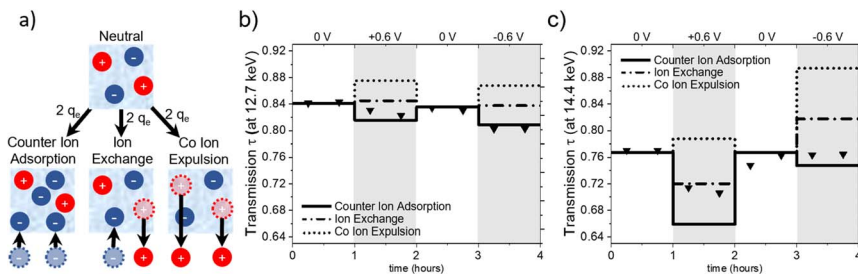 a)
Neutral
+
-
-
+
2 qe
2 qe
2 qe
Counter Ion
Adsorption
Ion
Exchange
Co Ion
Expulsion
b)
0 V
+0.6 V
0 V
-0.6 V
Transmission τ (at 12.7 keV)
0.92
0.88
0.84
0.80
0.76
0.72
0.68
0.64
Counter Ion Adsorption
Ion Exchange
Co Ion Expulsion
0
1
2
3
4
time (hours)
c)
0 V
+0.6 V
0 V
-0.6 V
Transmission τ (at 14.4 keV)
0.92
0.88
0.84
0.80
0.76
0.72
0.68
0.64
Counter Ion Adsorption
Ion Exchange
Co Ion Expulsion
0
1
2
3
4
time (hours)